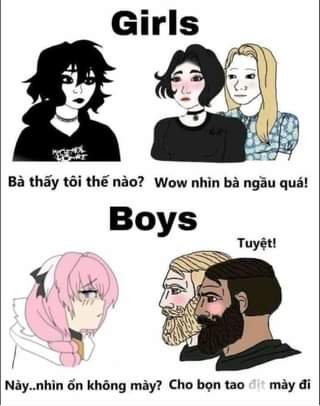 Girls
Bà thấy tôi thế nào? Wow nhìn bà ngầu quá!
Boys
Tuyệt!
Này..nhìn ổn không mày? Cho bọn tao địt mày đi